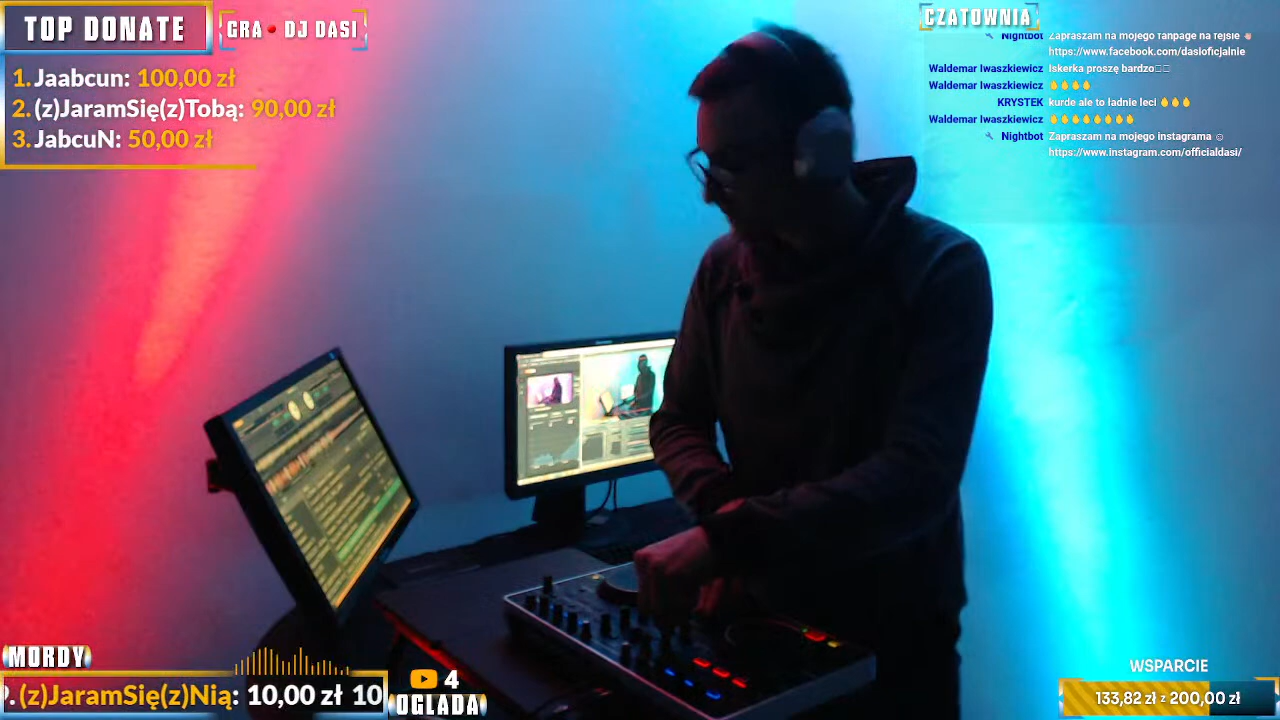 TOP DONATE
GRA DJ DASI
1. Jaabcun: 100,00 zł
2. (z)JaramSię(z)Tobą: 90,00 zł
3. JabcuN: 50,00 zł
CZATOWNIA
Nightbot Zapraszam na mojego fanpage na fejsie
https://www.facebook.com/dasioficjalnie
Waldemar Iwaszkiewicz Iskerka proszę bardzo
Waldemar Iwaszkiewicz
KRYSTEK kurde ale to ładnie leci
Waldemar Iwaszkiewicz
Nightbot Zapraszam na mojego instagrama
https://www.instagram.com/officialdasi/
MORDY
. (z)JaramSię(z)Nią: 10,00 zł 10
4
OGLADA
WSPARCIE
133,82 zł z 200,00 zł